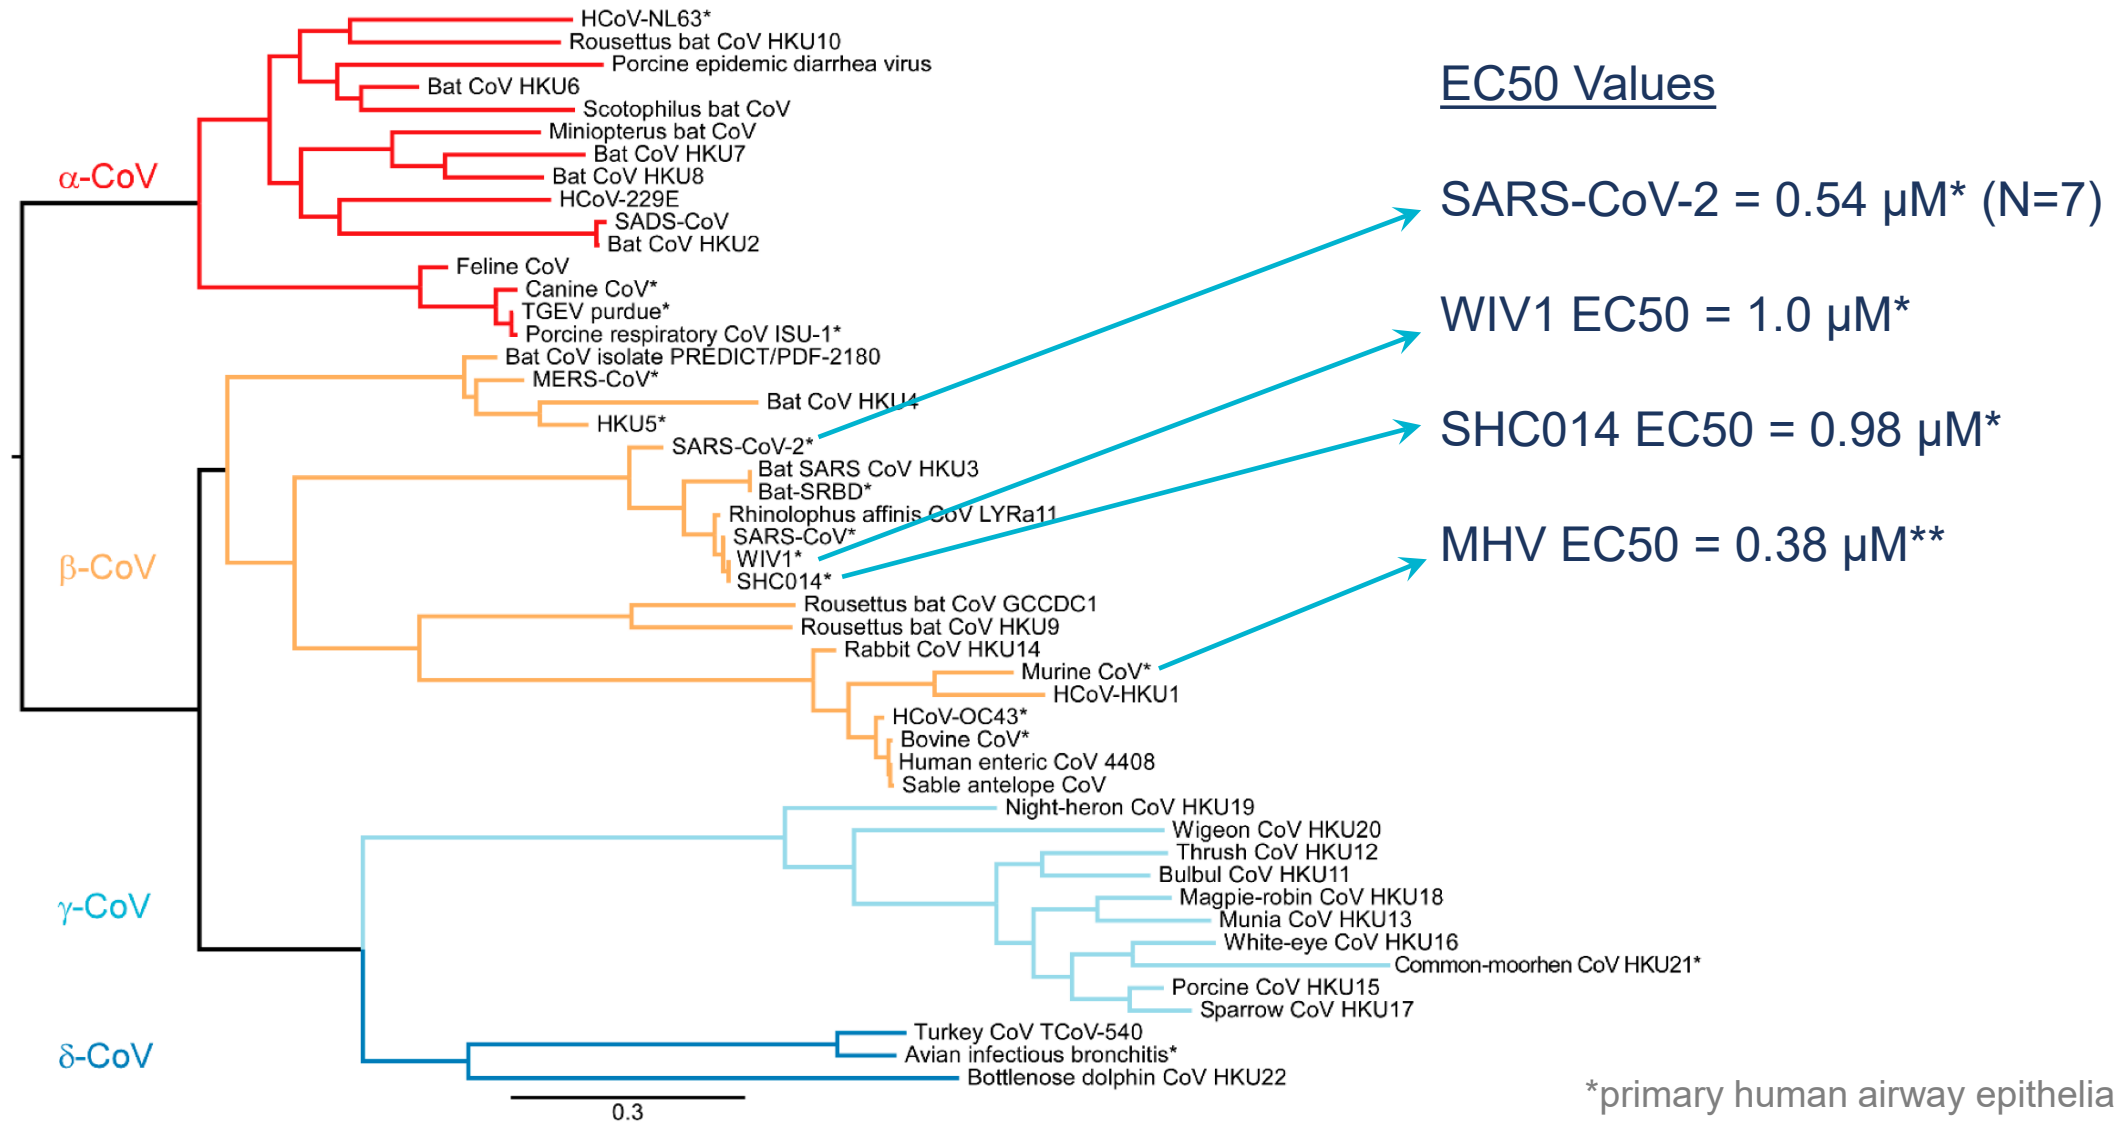 HCoV-NL63*
Rousettus bat CoV HKU10
Porcine epidemic diarrhea virus
Bat CoV HKU6
Scotophilus bat CoV
Miniopterus bat CoV
Bat CoV HKU7
Bat CoV HKU8
HCoV-229E
SADS-CoV
Bat CoV HKU2
Feline CoV
Canine CoV*
TGEV purdue*
Porcine respiratory CoV ISU-1*
Bat CoV isolate PREDICT/PDF-2180
MERS-CoV*
Bat CoV HKU4
HKU5*
SARS-CoV-2*
Bat SARS CoV HKU3
Bat-SRBD*
Rhinolophus affinis CoV LYRa11
SARS-CoV*
WIV1*
SHC014*
Rousettus bat CoV GCCDC1
Rousettus bat CoV HKU9
Rabbit CoV HKU14
Murine CoV*
HCoV-HKU1
HCoV-OC43*
Bovine CoV*
Human enteric CoV 4408
Sable antelope CoV
Night-heron CoV HKU19
Wigeon CoV HKU20
Thrush CoV HKU12
Bulbul CoV HKU11
Magpie-robin CoV HKU18
Munia CoV HKU13
White-eye CoV HKU16
Common-moorhen CoV HKU21*
Porcine CoV HKU15
Sparrow CoV HKU17
Turkey CoV TCoV-540
Avian infectious bronchitis*
Bottlenose dolphin CoV HKU22
α-CoV
β-CoV
γ-CoV
δ-CoV
0.3
EC50 Values
SARS-CoV-2 = 0.54 µM* (N=7)
WIV1 EC50 = 1.0 µM*
SHC014 EC50 = 0.98 µM*
MHV EC50 = 0.38 µM**
*primary human airway epithelia